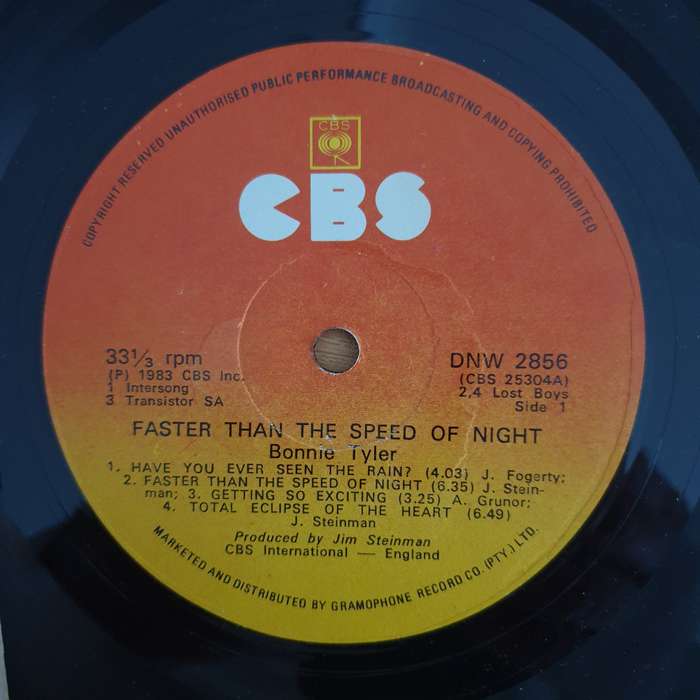 COPYRIGHT RESERVED UNAUTHORISED PUBLIC PERFORMANCE BROADCASTING AND COPYING PROHIBITED
CBS
CBS
33⅓ rpm
(P) 1983 CBS Inc.
1 Intersong
3 Transistor SA
DNW 2856
(CBS 25304A)
2,4 Lost Boys
Side 1
FASTER THAN THE SPEED OF NIGHT
Bonnie Tyler
1. HAVE YOU EVER SEEN THE RAIN? (4.03) J. Fogerty;
2. FASTER THAN THE SPEED OF NIGHT (6.35) J. Stein-
man; 3. GETTING SO EXCITING (3.25) A. Grunor;
4. TOTAL ECLIPSE OF THE HEART (6.49)
J. Steinman
Produced by Jim Steinman
CBS International — England
MARKETED AND DISTRIBUTED BY GRAMOPHONE RECORD CO. (PTY.) LTD.